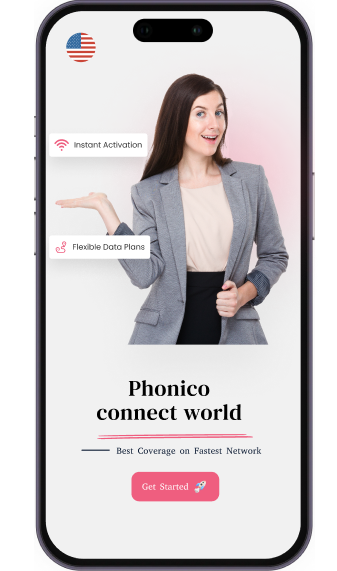 Instant Activation
Flexible Data Plans
Phonico
connect world
Best Coverage on Fastest Network
Get Started 🚀